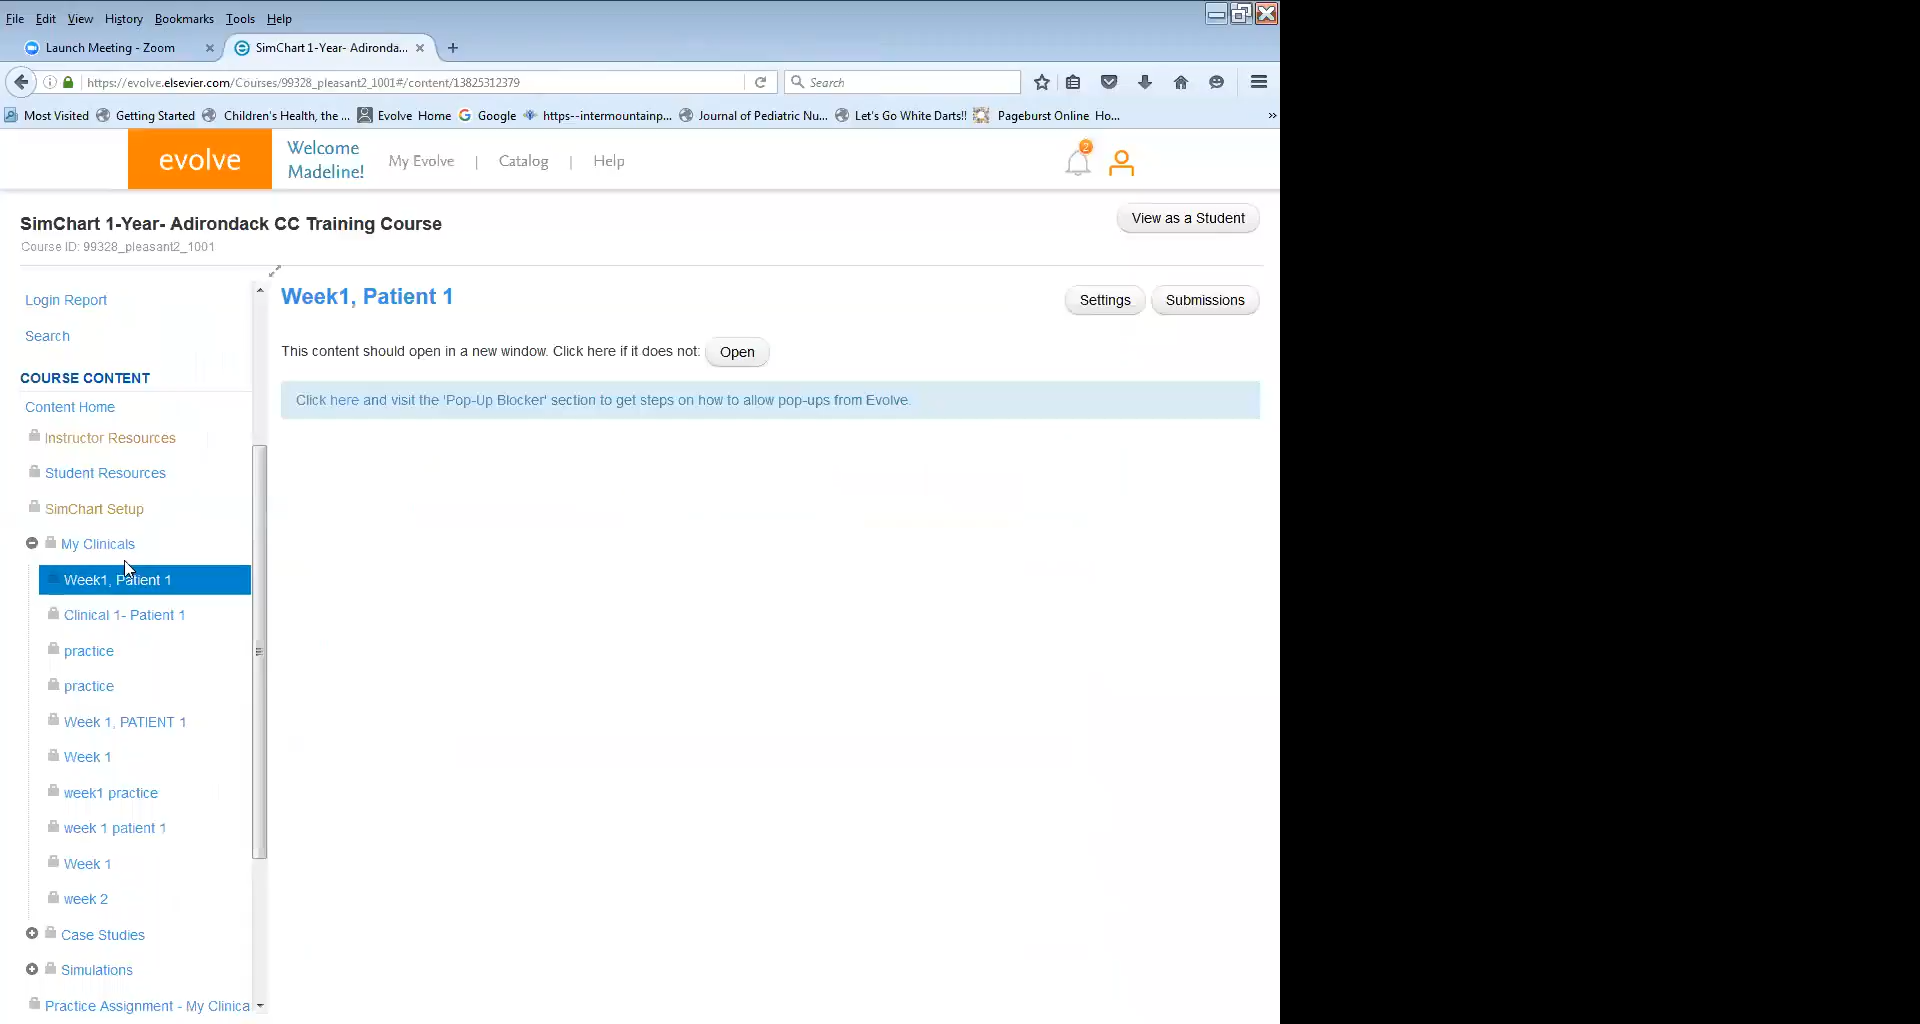 File Edit View History Bookmarks Tools Help
Launch Meeting - Zoom
SimChart 1-Year- Adironda...
https://evolve.elsevier.com/Courses/99328_pleasant2_1001#/content/13825312379
Search
Most Visited Getting Started Children's Health, the ... Evolve Home Google https--intermountainp... Journal of Pediatric Nu... Let's Go White Darts!! Pageburst Online Ho... »
evolve
Welcome
Madeline!
My Evolve | Catalog | Help
2
SimChart 1-Year- Adirondack CC Training Course
View as a Student
Course ID: 99328_pleasant2_1001
Login Report
Search
COURSE CONTENT
Content Home
Instructor Resources
Student Resources
SimChart Setup
My Clinicals
Week1, Patient 1
Clinical 1- Patient 1
practice
practice
Week 1, PATIENT 1
Week 1
week1 practice
week 1 patient 1
Week 1
week 2
Case Studies
Simulations
Practice Assignment - My Clinica
Week1, Patient 1
Settings Submissions
This content should open in a new window. Click here if it does not: Open
Click here and visit the 'Pop-Up Blocker' section to get steps on how to allow pop-ups from Evolve.